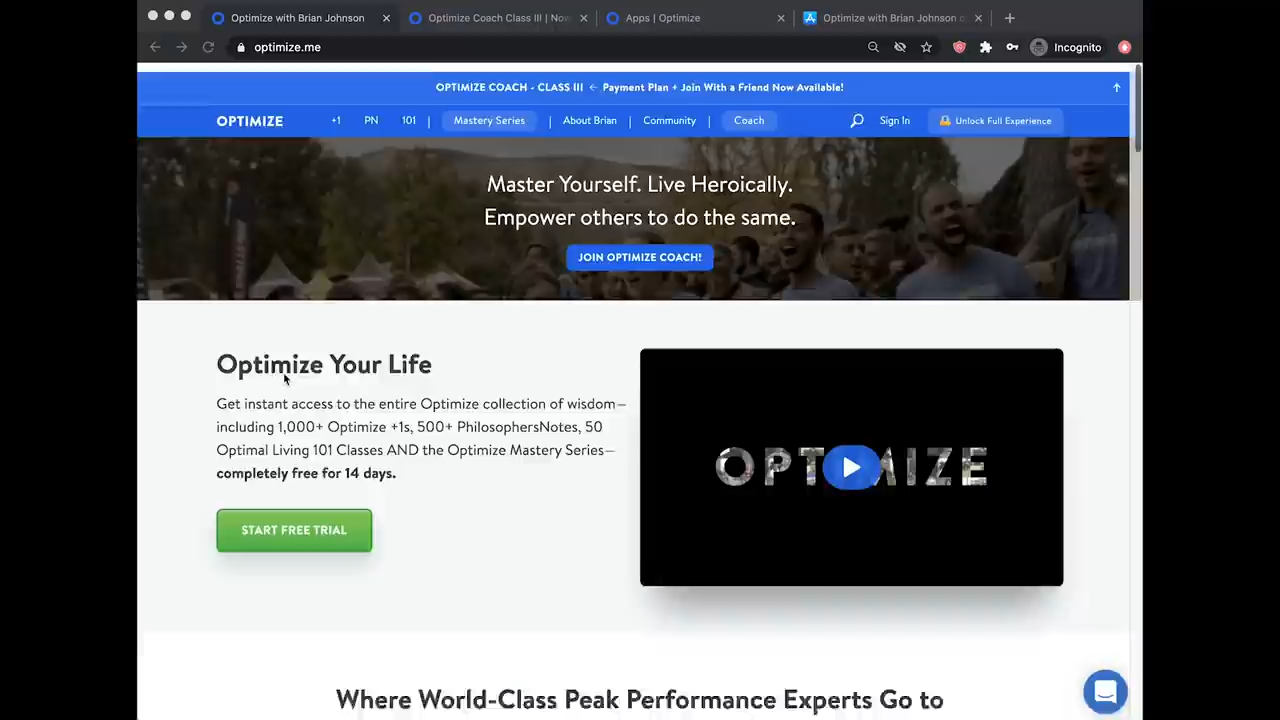 Optimize with Brian Johnson
Optimize Coach Class III | Now
Apps | Optimize
Optimize with Brian Johnson o
optimize.me
Incognito
OPTIMIZE COACH - CLASS III ← Payment Plan + Join With a Friend Now Available! ↑
OPTIMIZE +1 PN 101 | Mastery Series | About Brian | Community | Coach Sign In Unlock Full Experience
Master Yourself. Live Heroically.
Empower others to do the same.
JOIN OPTIMIZE COACH!
Optimize Your Life
Get instant access to the entire Optimize collection of wisdom—
including 1,000+ Optimize +1s, 500+ PhilosophersNotes, 50
Optimal Living 101 Classes AND the Optimize Mastery Series—
completely free for 14 days.
START FREE TRIAL
OPTIMIZE
Where World-Class Peak Performance Experts Go to